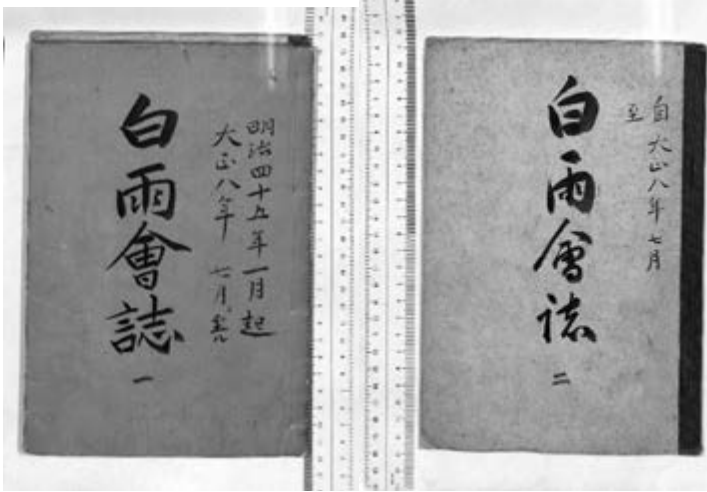 明治四十五年一月起
大正八年 七月
白雨會誌
一
自 大正八年 七月
至
白雨會誌
二